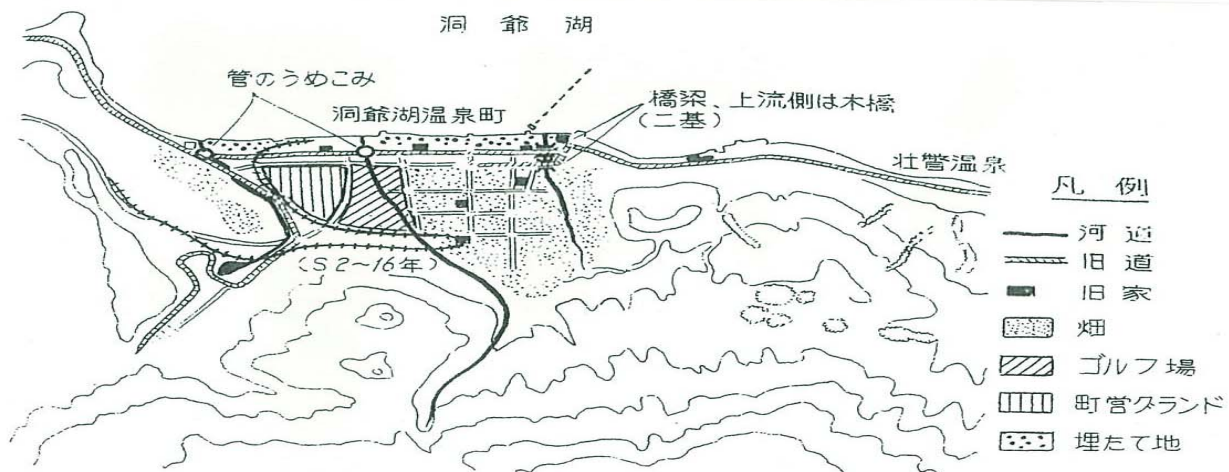 洞爺湖
管のうめこみ
洞爺湖温泉町
橋梁、上流側は木橋
(二基)
壮瞥温泉
(S2~16年)
凡例
河道
旧道
旧家
畑
ゴルフ場
町営グランド
埋たて地